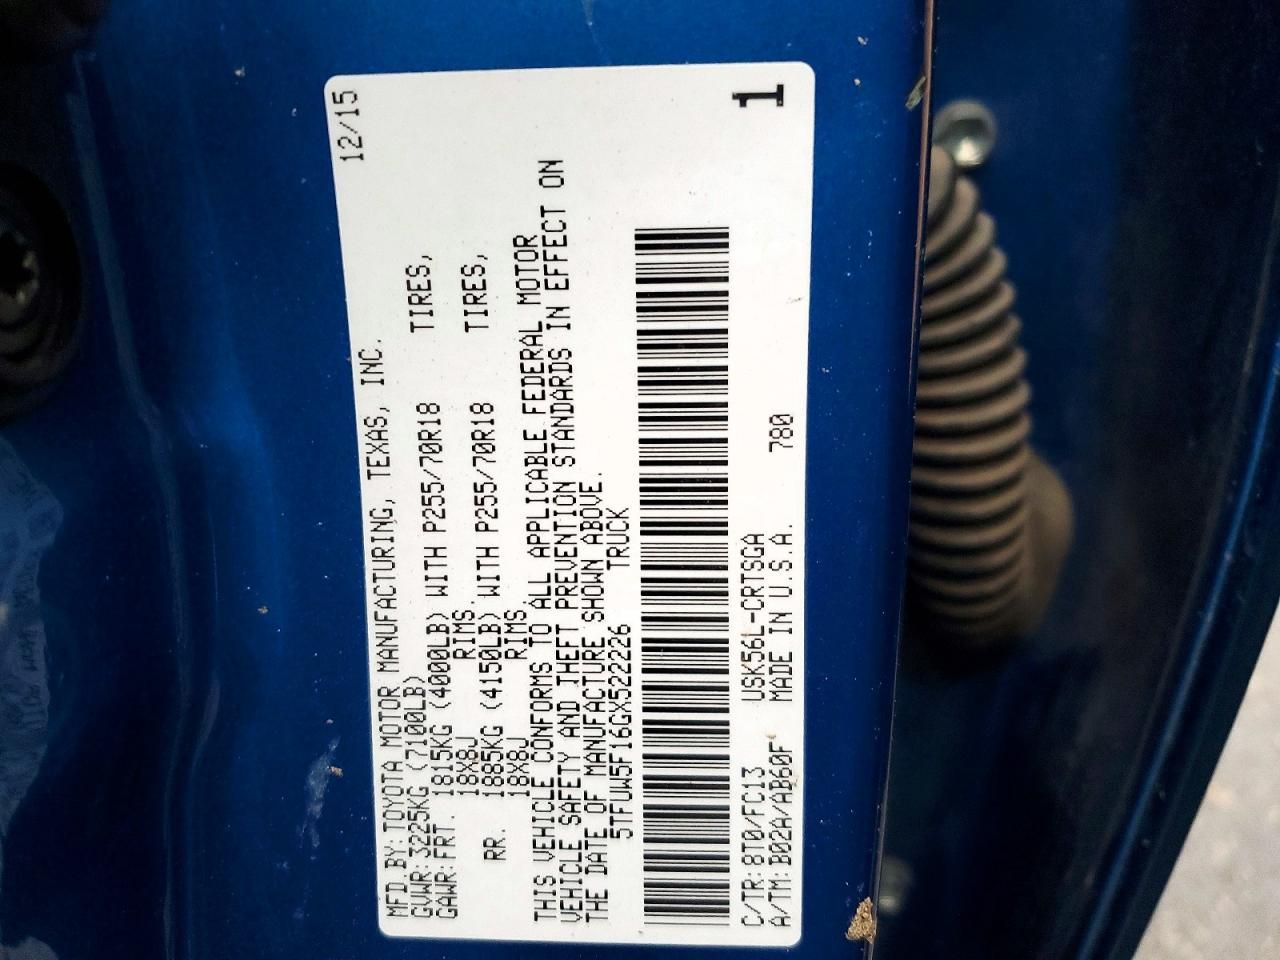 12/15
MFD.BY:TOYOTA MOTOR MANUFACTURING, TEXAS, INC.
GVWR:3225KG (7100LB)
GAWR:FRT. 1815KG (4000LB) WITH P255/70R18 TIRES,
18X8J RIMS.
RR. 1885KG (4150LB) WITH P255/70R18 TIRES,
18X8J RIMS
THIS VEHICLE CONFORMS TO ALL APPLICABLE FEDERAL MOTOR
VEHICLE SAFETY AND THEFT PREVENTION STANDARDS IN EFFECT ON
THE DATE OF MANUFACTURE SHOWN ABOVE.
5TFUW5F16GX522226 TRUCK
C/TR:8T0/FC13 USK56L-CRTSGA
A/TM:B02A/AB60F MADE IN U.S.A. 780
1